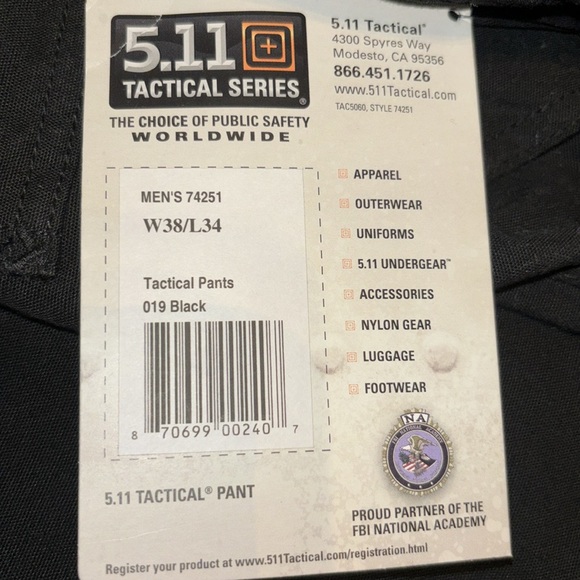 5.11
TACTICAL SERIES®
THE CHOICE OF PUBLIC SAFETY
WORLDWIDE
5.11 Tactical®
4300 Spyres Way
Modesto, CA 95356
866.451.1726
www.511Tactical.com
TAC5060, STYLE 74251
MEN'S 74251
W38/L34
Tactical Pants
019 Black
8 70699 00240 7
5.11 TACTICAL® PANT
APPAREL
OUTERWEAR
UNIFORMS
5.11 UNDERGEAR™
ACCESSORIES
NYLON GEAR
LUGGAGE
FOOTWEAR
NA
PROUD PARTNER OF THE
FBI NATIONAL ACADEMY
Register your product at www.511Tactical.com/registration.html